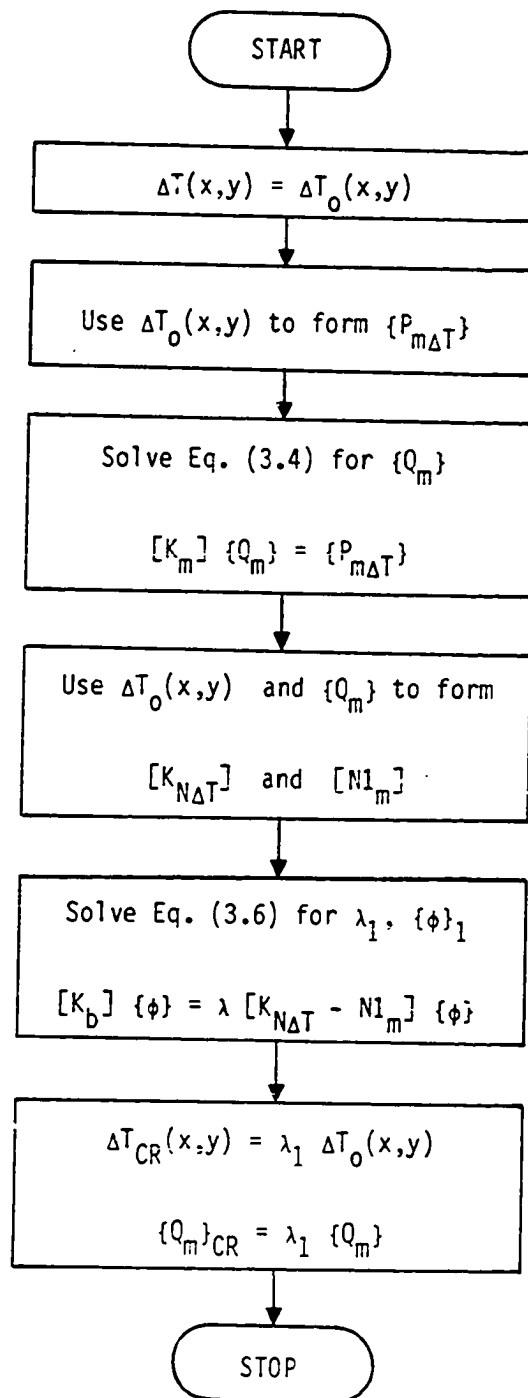 START
ΔT(x,y) = ΔT_o(x,y)
Use ΔT_o(x,y) to form {P_mΔT}
Solve Eq. (3.4) for {Q_m}
[K_m] {Q_m} = {P_mΔT}
Use ΔT_o(x,y) and {Q_m} to form
[K_NΔT] and [N1_m]
Solve Eq. (3.6) for λ_1, {ϕ}_1
[K_b] {ϕ} = λ [K_NΔT - N1_m] {ϕ}
ΔT_CR(x,y) = λ_1 ΔT_o(x,y)
{Q_m}_CR = λ_1 {Q_m}
STOP